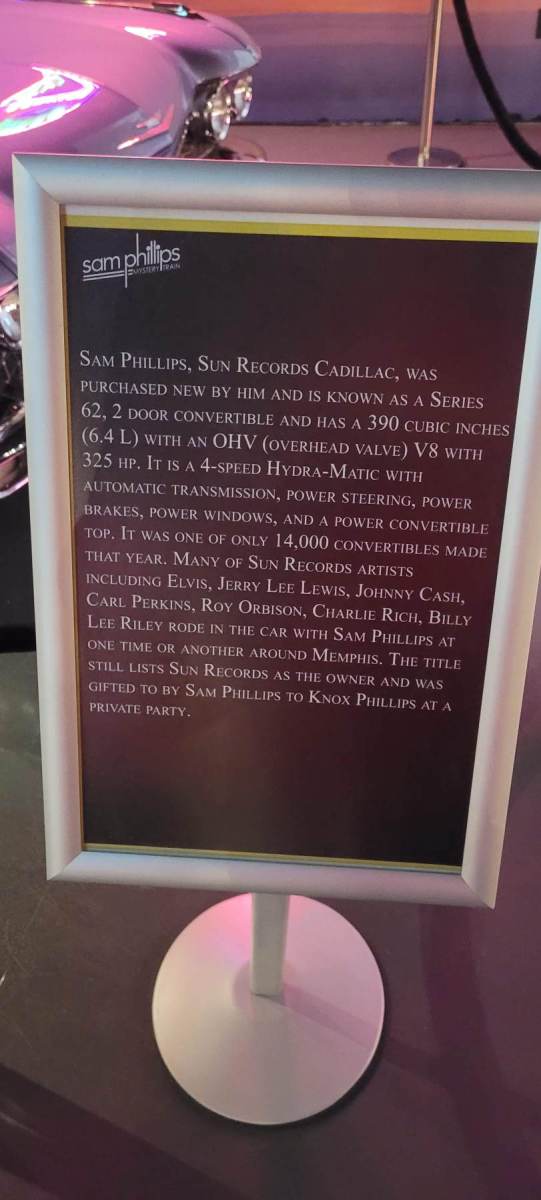 sam phillips
MYSTERY TRAIN
SAM PHILLIPS, SUN RECORDS CADILLAC, WAS
PURCHASED NEW BY HIM AND IS KNOWN AS A SERIES
62, 2 DOOR CONVERTIBLE AND HAS A 390 CUBIC INCHES
(6.4 L) WITH AN OHV (OVERHEAD VALVE) V8 WITH
325 HP. IT IS A 4-SPEED HYDRA-MATIC WITH
AUTOMATIC TRANSMISSION, POWER STEERING, POWER
BRAKES, POWER WINDOWS, AND A POWER CONVERTIBLE
TOP. IT WAS ONE OF ONLY 14,000 CONVERTIBLES MADE
THAT YEAR. MANY OF SUN RECORDS ARTISTS
INCLUDING ELVIS, JERRY LEE LEWIS, JOHNNY CASH,
CARL PERKINS, ROY ORBISON, CHARLIE RICH, BILLY
LEE RILEY RODE IN THE CAR WITH SAM PHILLIPS AT
ONE TIME OR ANOTHER AROUND MEMPHIS. THE TITLE
STILL LISTS SUN RECORDS AS THE OWNER AND WAS
GIFTED TO BY SAM PHILLIPS TO KNOX PHILLIPS AT A
PRIVATE PARTY.